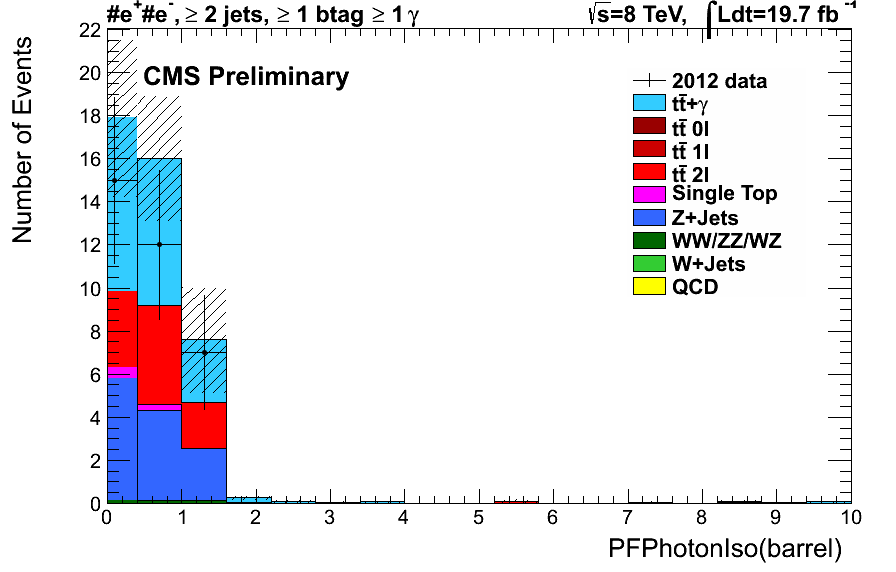 #e⁺#e⁻, ≥ 2 jets, ≥ 1 btag ≥ 1 γ
√s=8 TeV, ∫Ldt=19.7 fb⁻¹
CMS Preliminary
2012 data
tt̄+γ
tt̄ 0l
tt̄ 1l
tt̄ 2l
Single Top
Z+Jets
WW/ZZ/WZ
W+Jets
QCD
Number of Events
22
20
18
16
14
12
10
8
6
4
2
0
0 1 2 3 4 5 6 7 8 9 10
PFPhotonIso(barrel)